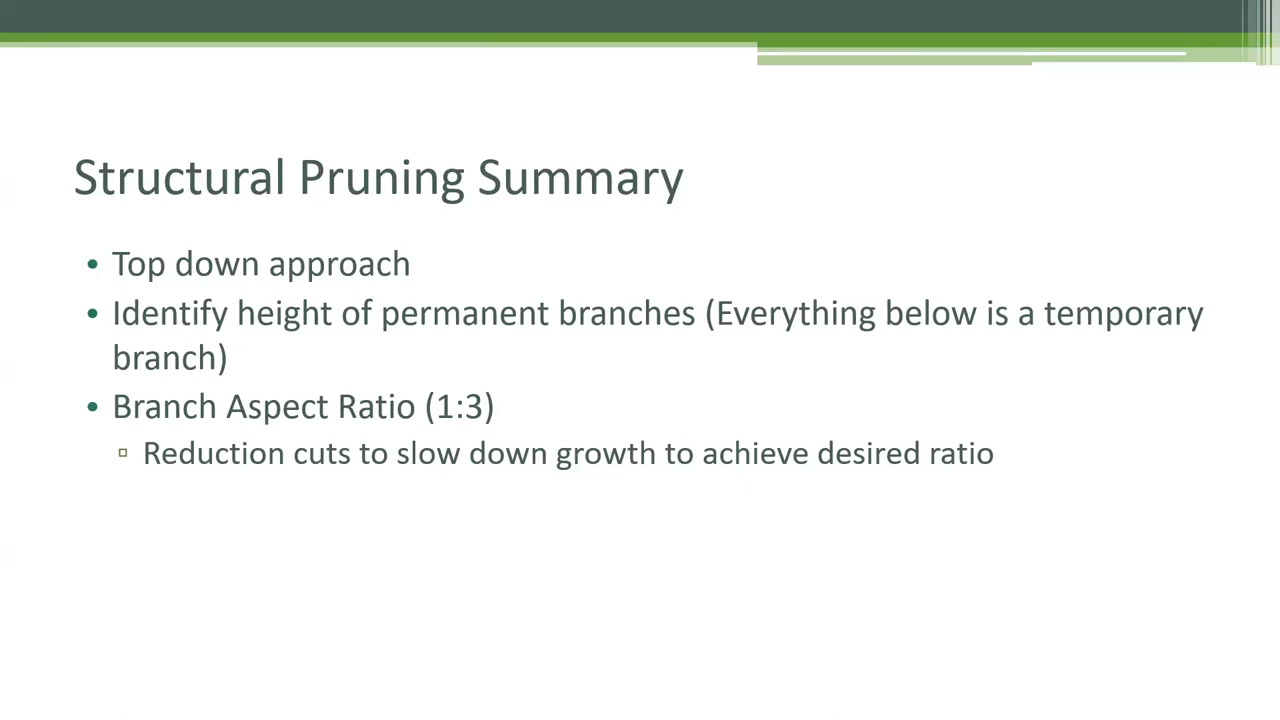 Structural Pruning Summary
• Top down approach
• Identify height of permanent branches (Everything below is a temporary
branch)
• Branch Aspect Ratio (1:3)
▫ Reduction cuts to slow down growth to achieve desired ratio